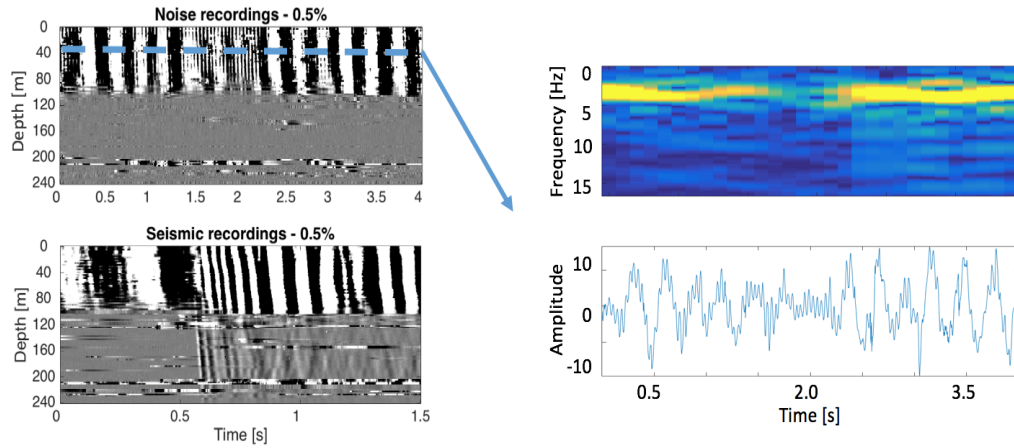 Noise recordings - 0.5%
0
40
80
120
160
200
240
Depth [m]
0 0.5 1 1.5 2 2.5 3 3.5 4
Seismic recordings - 0.5%
0
40
80
120
160
200
240
Depth [m]
0 0.5 1 1.5
Time [s]
0
5
10
15
Frequency [Hz]
10
0
-10
Amplitude
0.5 2.0 3.5
Time [s]